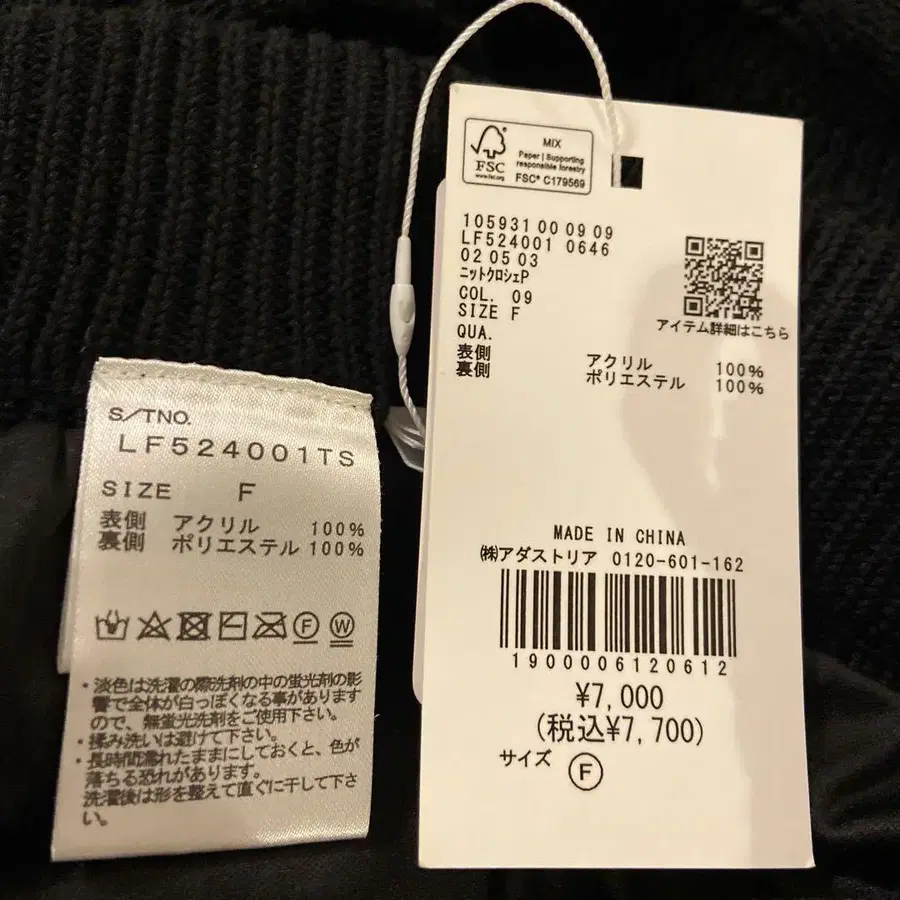 S/TNO.
LF524001TS
SIZE F
表側 アクリル 100%
裏側 ポリエステル 100%
F
W
・淡色は洗濯の際洗剤の中の蛍光剤の影
響で全体が白っぽくなる事があります
ので、無蛍光洗剤をご使用下さい。
・揉み洗いは避けて下さい。
・長時間濡れたままにしておくと、色が
落ちる恐れがあります。
洗濯後は形を整えて直ぐに干して下さ
い。
FSC
www.fsc.org
MIX
Paper | Supporting
responsible forestry
FSC® C179569
105931 00 09 09
LF524001 0646
02 05 03
ニットクロシェP
COL. 09
SIZE F
QUA.
表側 アクリル 100%
裏側 ポリエステル 100%
アイテム詳細はこちら
MADE IN CHINA
㈱アダストリア 0120-601-162
1900006120612
¥7,000
(税込¥7,700)
サイズ F